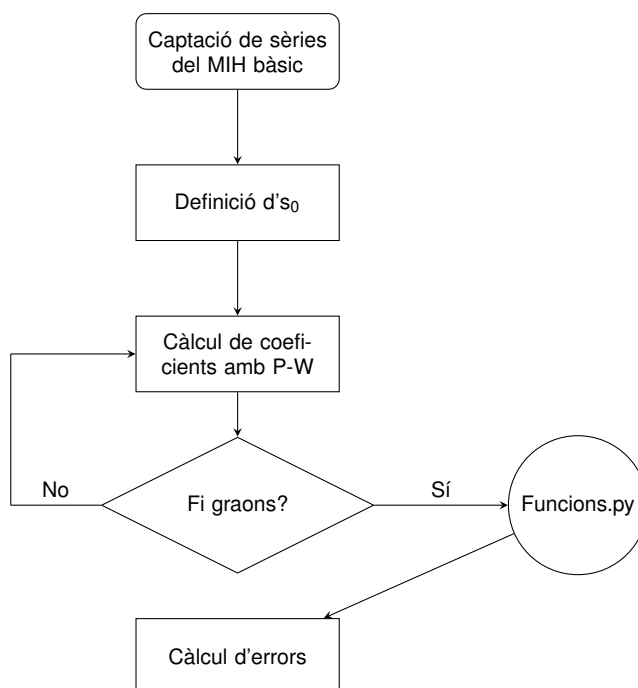 Captació de sèries
del MIH bàsic
Definició d's₀
Càlcul de coefi-
cients amb P-W
No
Fi graons?
Sí
Funcions.py
Càlcul d'errors